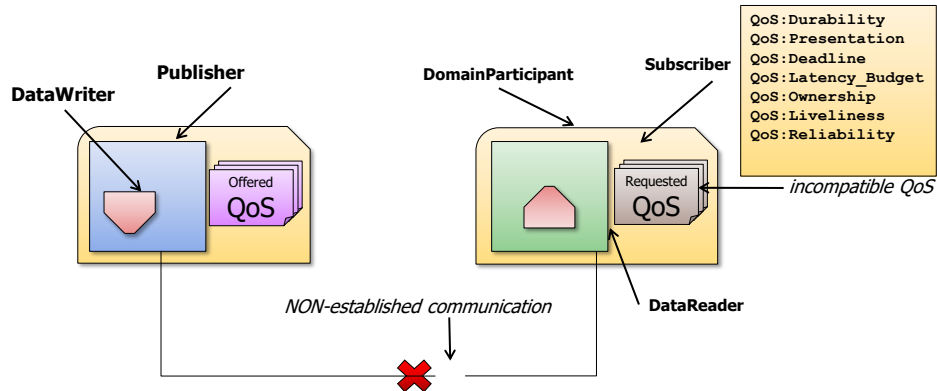 QoS:Durability
QoS:Presentation
QoS:Deadline
QoS:Latency_Budget
QoS:Ownership
QoS:Liveliness
QoS:Reliability
Publisher
DataWriter
DomainParticipant
Subscriber
Offered
QoS
Requested
QoS
incompatible QoS
NON-established communication
DataReader